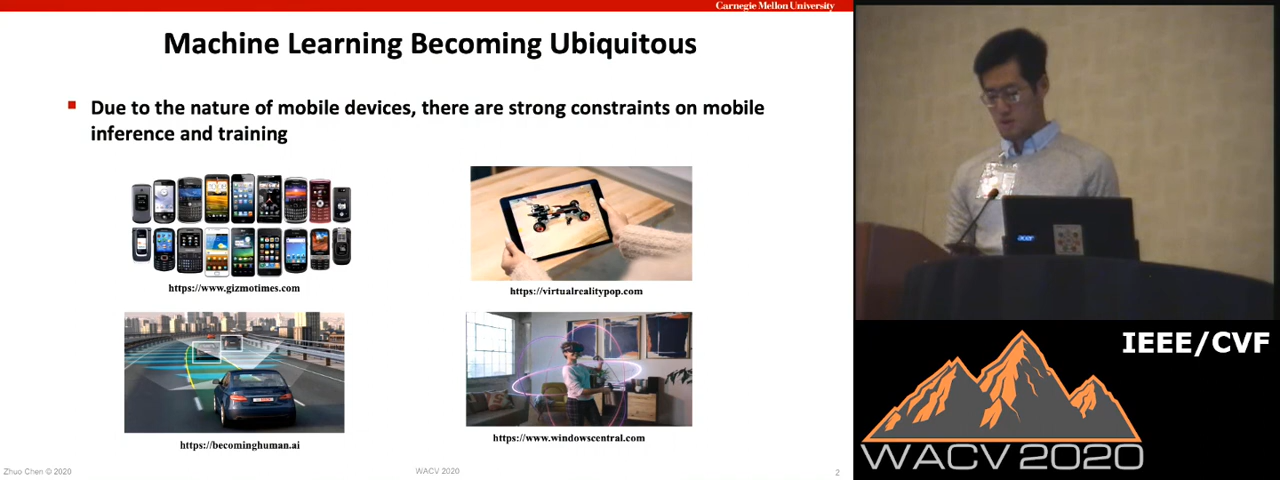 Carnegie Mellon University
Machine Learning Becoming Ubiquitous
Due to the nature of mobile devices, there are strong constraints on mobile
inference and training
https://www.gizmotimes.com
https://virtualrealitypop.com
https://becominghuman.ai
https://www.windowscentral.com
Zhuo Chen © 2020
WACV 2020
2
acer
IEEE/CVF
WACV 2020